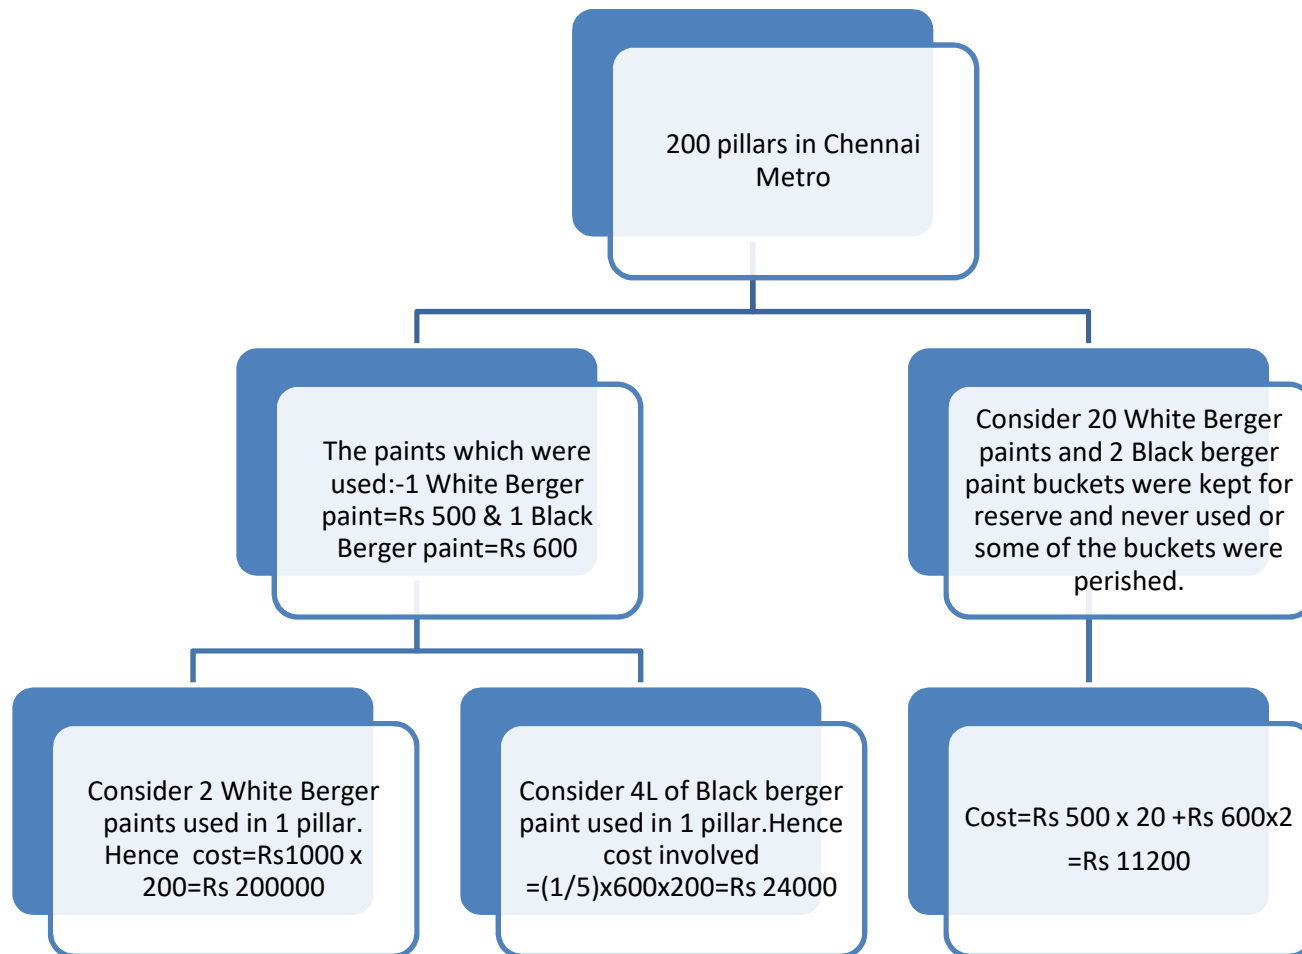 200 pillars in Chennai
Metro
The paints which were
used:-1 White Berger
paint=Rs 500 & 1 Black
Berger paint=Rs 600
Consider 20 White Berger
paints and 2 Black berger
paint buckets were kept for
reserve and never used or
some of the buckets were
perished.
Consider 2 White Berger
paints used in 1 pillar.
Hence cost=Rs1000 x
200=Rs 200000
Consider 4L of Black berger
paint used in 1 pillar.Hence
cost involved
=(1/5)x600x200=Rs 24000
Cost=Rs 500 x 20 +Rs 600x2
=Rs 11200